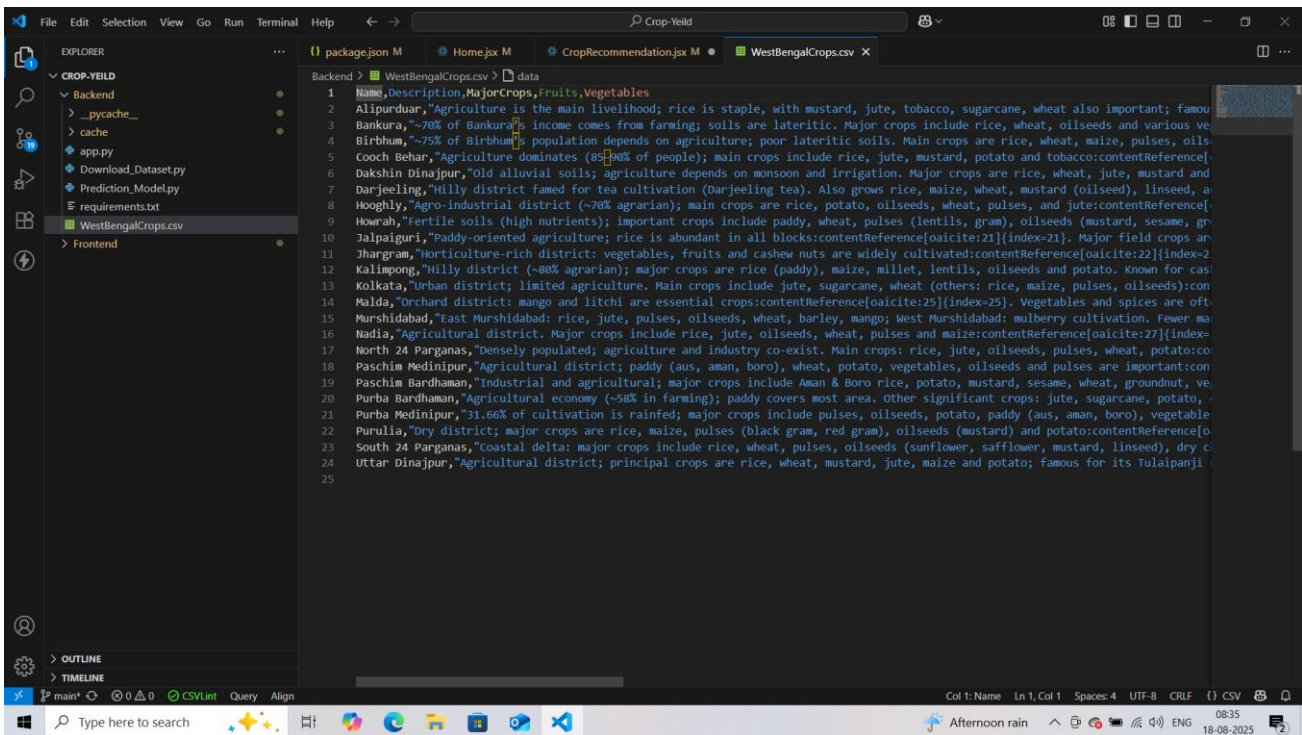 File Edit Selection View Go Run Terminal Help
Crop-Yeild
EXPLORER
CROP-YEILD
Backend
__pycache__
cache
app.py
Download_Dataset.py
Prediction_Model.py
requirements.txt
WestBengalCrops.csv
Frontend
OUTLINE
TIMELINE
package.json M
Home.jsx M
CropRecommendation.jsx M
WestBengalCrops.csv
Backend > WestBengalCrops.csv > data
1 Name,Description,MajorCrops,Fruits,Vegetables
2 Alipurduar,"Agriculture is the main livelihood; rice is staple, with mustard, jute, tobacco, sugarcane, wheat also important; famou
3 Bankura,"~70% of Bankura's income comes from farming; soils are lateritic. Major crops include rice, wheat, oilseeds and various ve
4 Birbhum,"~75% of Birbhum's population depends on agriculture; poor lateritic soils. Main crops are rice, wheat, maize, pulses, oils
5 Cooch Behar,"Agriculture dominates (85–90% of people); main crops include rice, jute, mustard, potato and tobacco:contentReference[
6 Dakshin Dinajpur,"Old alluvial soils; agriculture depends on monsoon and irrigation. Major crops are rice, wheat, jute, mustard and
7 Darjeeling,"Hilly district famed for tea cultivation (Darjeeling tea). Also grows rice, maize, wheat, mustard (oilseed), linseed, a
8 Hooghly,"Agro-industrial district (~70% agrarian); main crops are rice, potato, oilseeds, wheat, pulses, and jute:contentReference[
9 Howrah,"Fertile soils (high nutrients); important crops include paddy, wheat, pulses (lentils, gram), oilseeds (mustard, sesame, gr
10 Jalpaiguri,"Paddy-oriented agriculture; rice is abundant in all blocks:contentReference[oaicite:21]{index=21}. Major field crops ar
11 Jhargram,"Horticulture-rich district: vegetables, fruits and cashew nuts are widely cultivated:contentReference[oaicite:22]{index=2
12 Kalimpong,"Hilly district (~80% agrarian); major crops are rice (paddy), maize, millet, lentils, oilseeds and potato. Known for cas
13 Kolkata,"Urban district; limited agriculture. Main crops include jute, sugarcane, wheat (others: rice, maize, pulses, oilseeds):con
14 Malda,"Orchard district: mango and litchi are essential crops:contentReference[oaicite:25]{index=25}. Vegetables and spices are oft
15 Murshidabad,"East Murshidabad: rice, jute, pulses, oilseeds, wheat, barley, mango; West Murshidabad: mulberry cultivation. Fewer ma
16 Nadia,"Agricultural district. Major crops include rice, jute, oilseeds, wheat, pulses and maize:contentReference[oaicite:27]{index=
17 North 24 Parganas,"Densely populated; agriculture and industry co-exist. Main crops: rice, jute, oilseeds, pulses, wheat, potato:co
18 Paschim Medinipur,"Agricultural district; paddy (aus, aman, boro), wheat, potato, vegetables, oilseeds and pulses are important:con
19 Paschim Bardhaman,"Industrial and agricultural; major crops include Aman & Boro rice, potato, mustard, sesame, wheat, groundnut, ve
20 Purba Bardhaman,"Agricultural economy (~58% in farming); paddy covers most area. Other significant crops: jute, sugarcane, potato,
21 Purba Medinipur,"31.66% of cultivation is rainfed; major crops include pulses, oilseeds, potato, paddy (aus, aman, boro), vegetable
22 Purulia,"Dry district; major crops are rice, maize, pulses (black gram, red gram), oilseeds (mustard) and potato:contentReference[o
23 South 24 Parganas,"Coastal delta: major crops include rice, wheat, pulses, oilseeds (sunflower, safflower, mustard, linseed), dry c
24 Uttar Dinajpur,"Agricultural district; principal crops are rice, wheat, mustard, jute, maize and potato; famous for its Tulaipanji
25
main* 0 0 CSVLint Query Align
Col 1: Name Ln 1, Col 1 Spaces: 4 UTF-8 CRLF {} CSV
Type here to search
Afternoon rain
ENG
08:35
18-08-2025